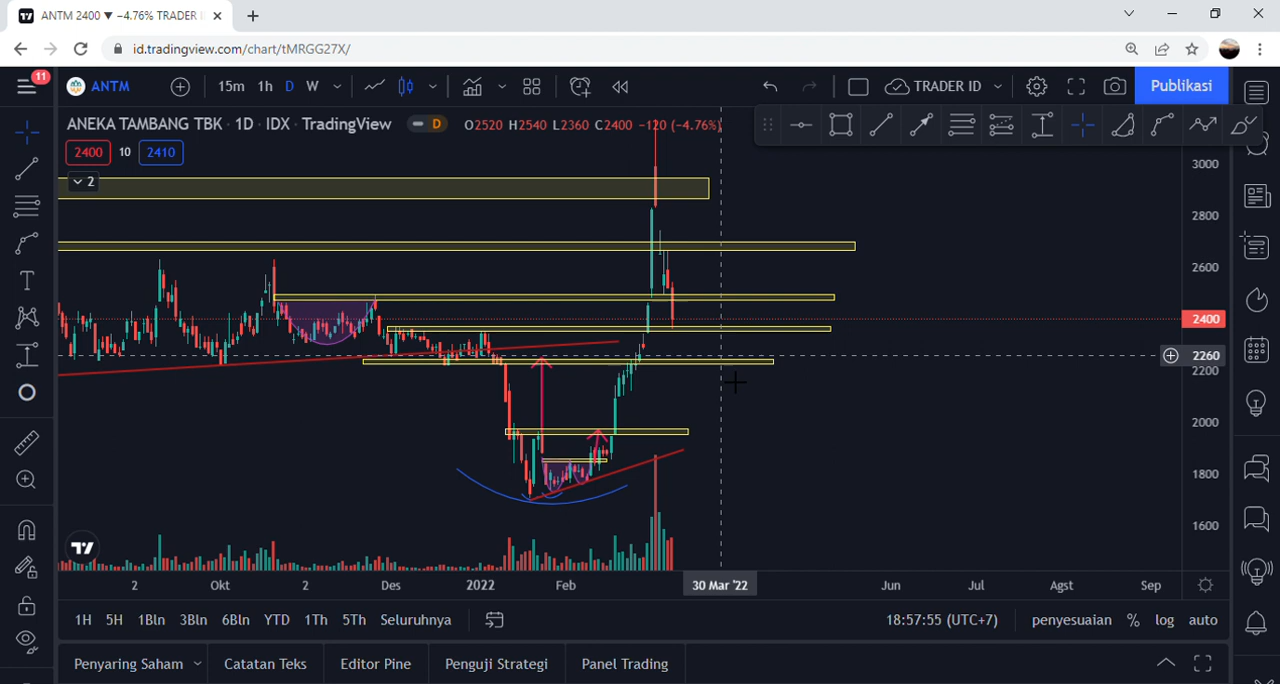 ANTM 2400 ▼ −4.76% TRADER
id.tradingview.com/chart/tMRGG27X/
11
ANTM
15m 1h D W
TRADER ID
Publikasi
ANEKA TAMBANG TBK · 1D · IDX · TradingView
D
O2520 H2540 L2360 C2400 −120 (−4.76%)
2400 10 2410
2
3000
2800
2600
2400
2260
2200
2000
1800
1600
2 Okt 2 Des 2022 Feb 30 Mar '22 Jun Jul Agst Sep
1H 5H 1Bln 3Bln 6Bln YTD 1Th 5Th Seluruhnya
18:57:55 (UTC+7) penyesuaian % log auto
Penyaring Saham Catatan Teks Editor Pine Penguji Strategi Panel Trading